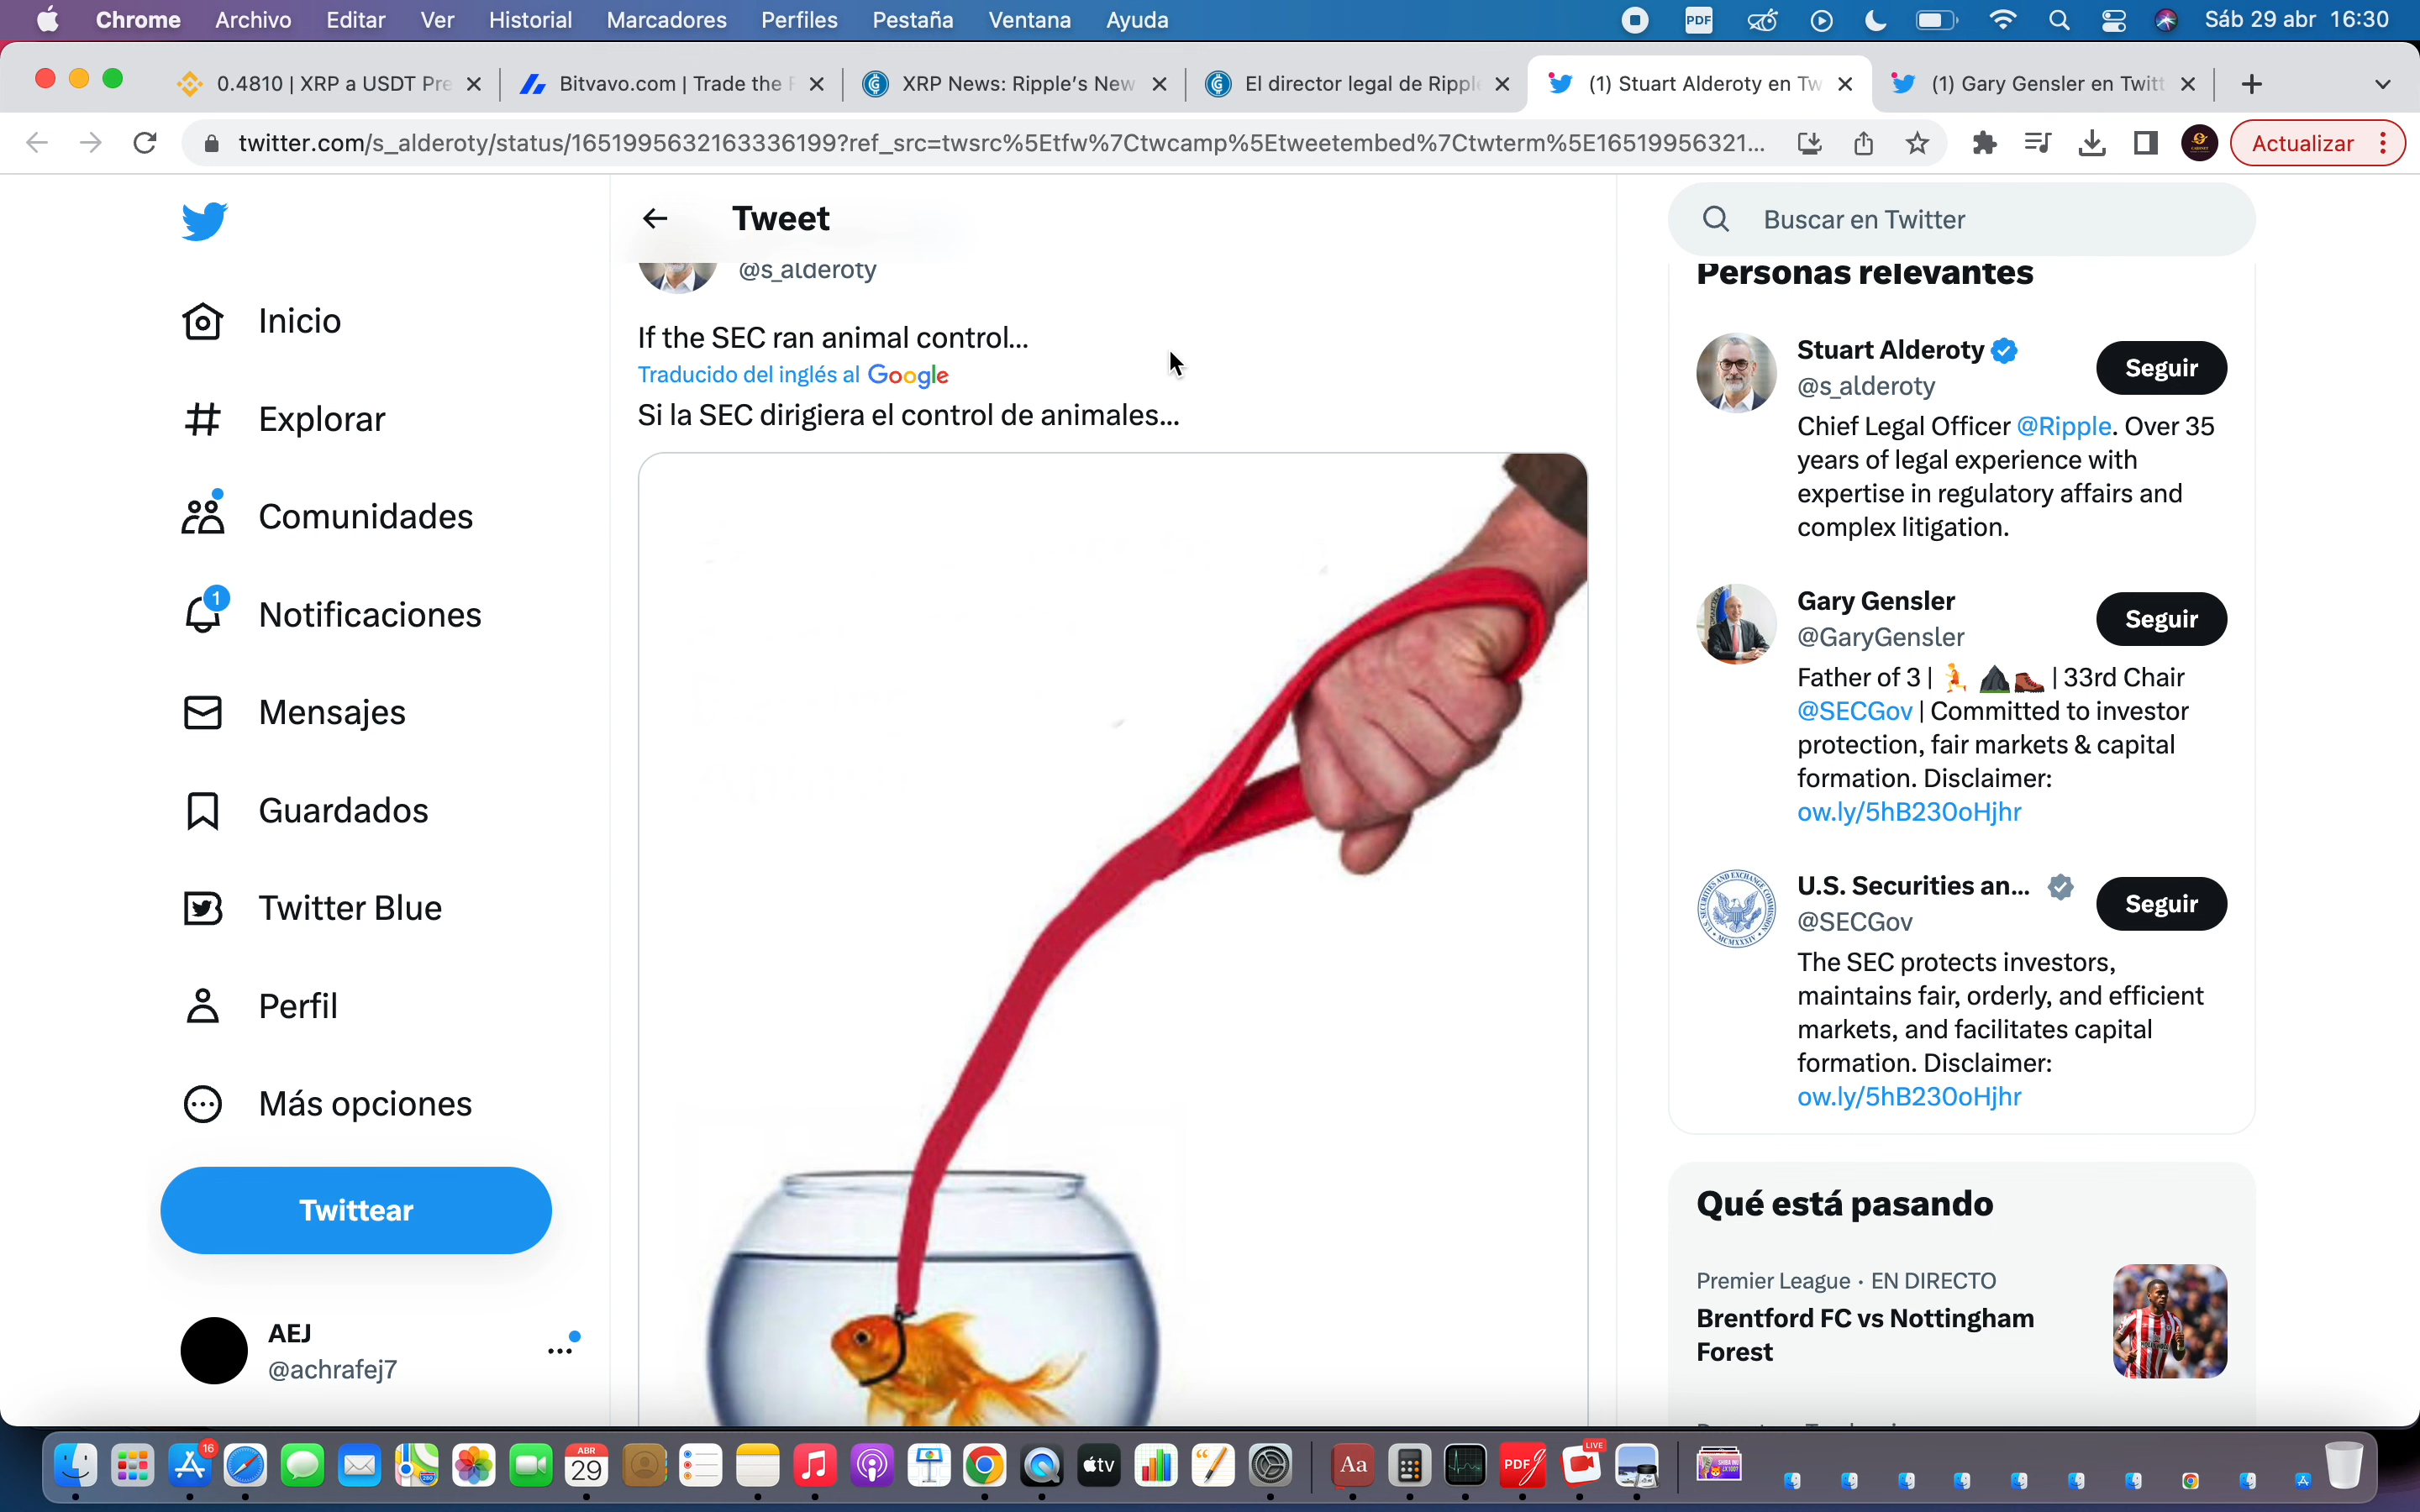 Chrome Archivo Editar Ver Historial Marcadores Perfiles Pestaña Ventana Ayuda PDF Sáb 29 abr 16:30
0.4810 | XRP a USDT Pre Bitvavo.com | Trade the XRP News: Ripple's New El director legal de Ripple (1) Stuart Alderoty en Tw (1) Gary Gensler en Twitt
twitter.com/s_alderoty/status/1651995632163336199?ref_src=twsrc%5Etfw%7Ctwcamp%5Etweetembed%7Ctwterm%5E16519956321... Actualizar
Inicio
Explorar
Comunidades
1
Notificaciones
Mensajes
Guardados
Twitter Blue
Perfil
Más opciones
Twittear
AEJ
@achrafej7
Tweet
@s_alderoty
If the SEC ran animal control...
Traducido del inglés al Google
Si la SEC dirigiera el control de animales...
Buscar en Twitter
Personas relevantes
Stuart Alderoty
@s_alderoty
Seguir
Chief Legal Officer @Ripple. Over 35
years of legal experience with
expertise in regulatory affairs and
complex litigation.
Gary Gensler
@GaryGensler
Seguir
Father of 3 | | 33rd Chair
@SECGov | Committed to investor
protection, fair markets & capital
formation. Disclaimer:
ow.ly/5hB230oHjhr
U.S. Securities an...
@SECGov
Seguir
The SEC protects investors,
maintains fair, orderly, and efficient
markets, and facilitates capital
formation. Disclaimer:
ow.ly/5hB230oHjhr
Qué está pasando
Premier League · EN DIRECTO
Brentford FC vs Nottingham
Forest
16
ABR
29
tv
Aa
PDF
LIVE